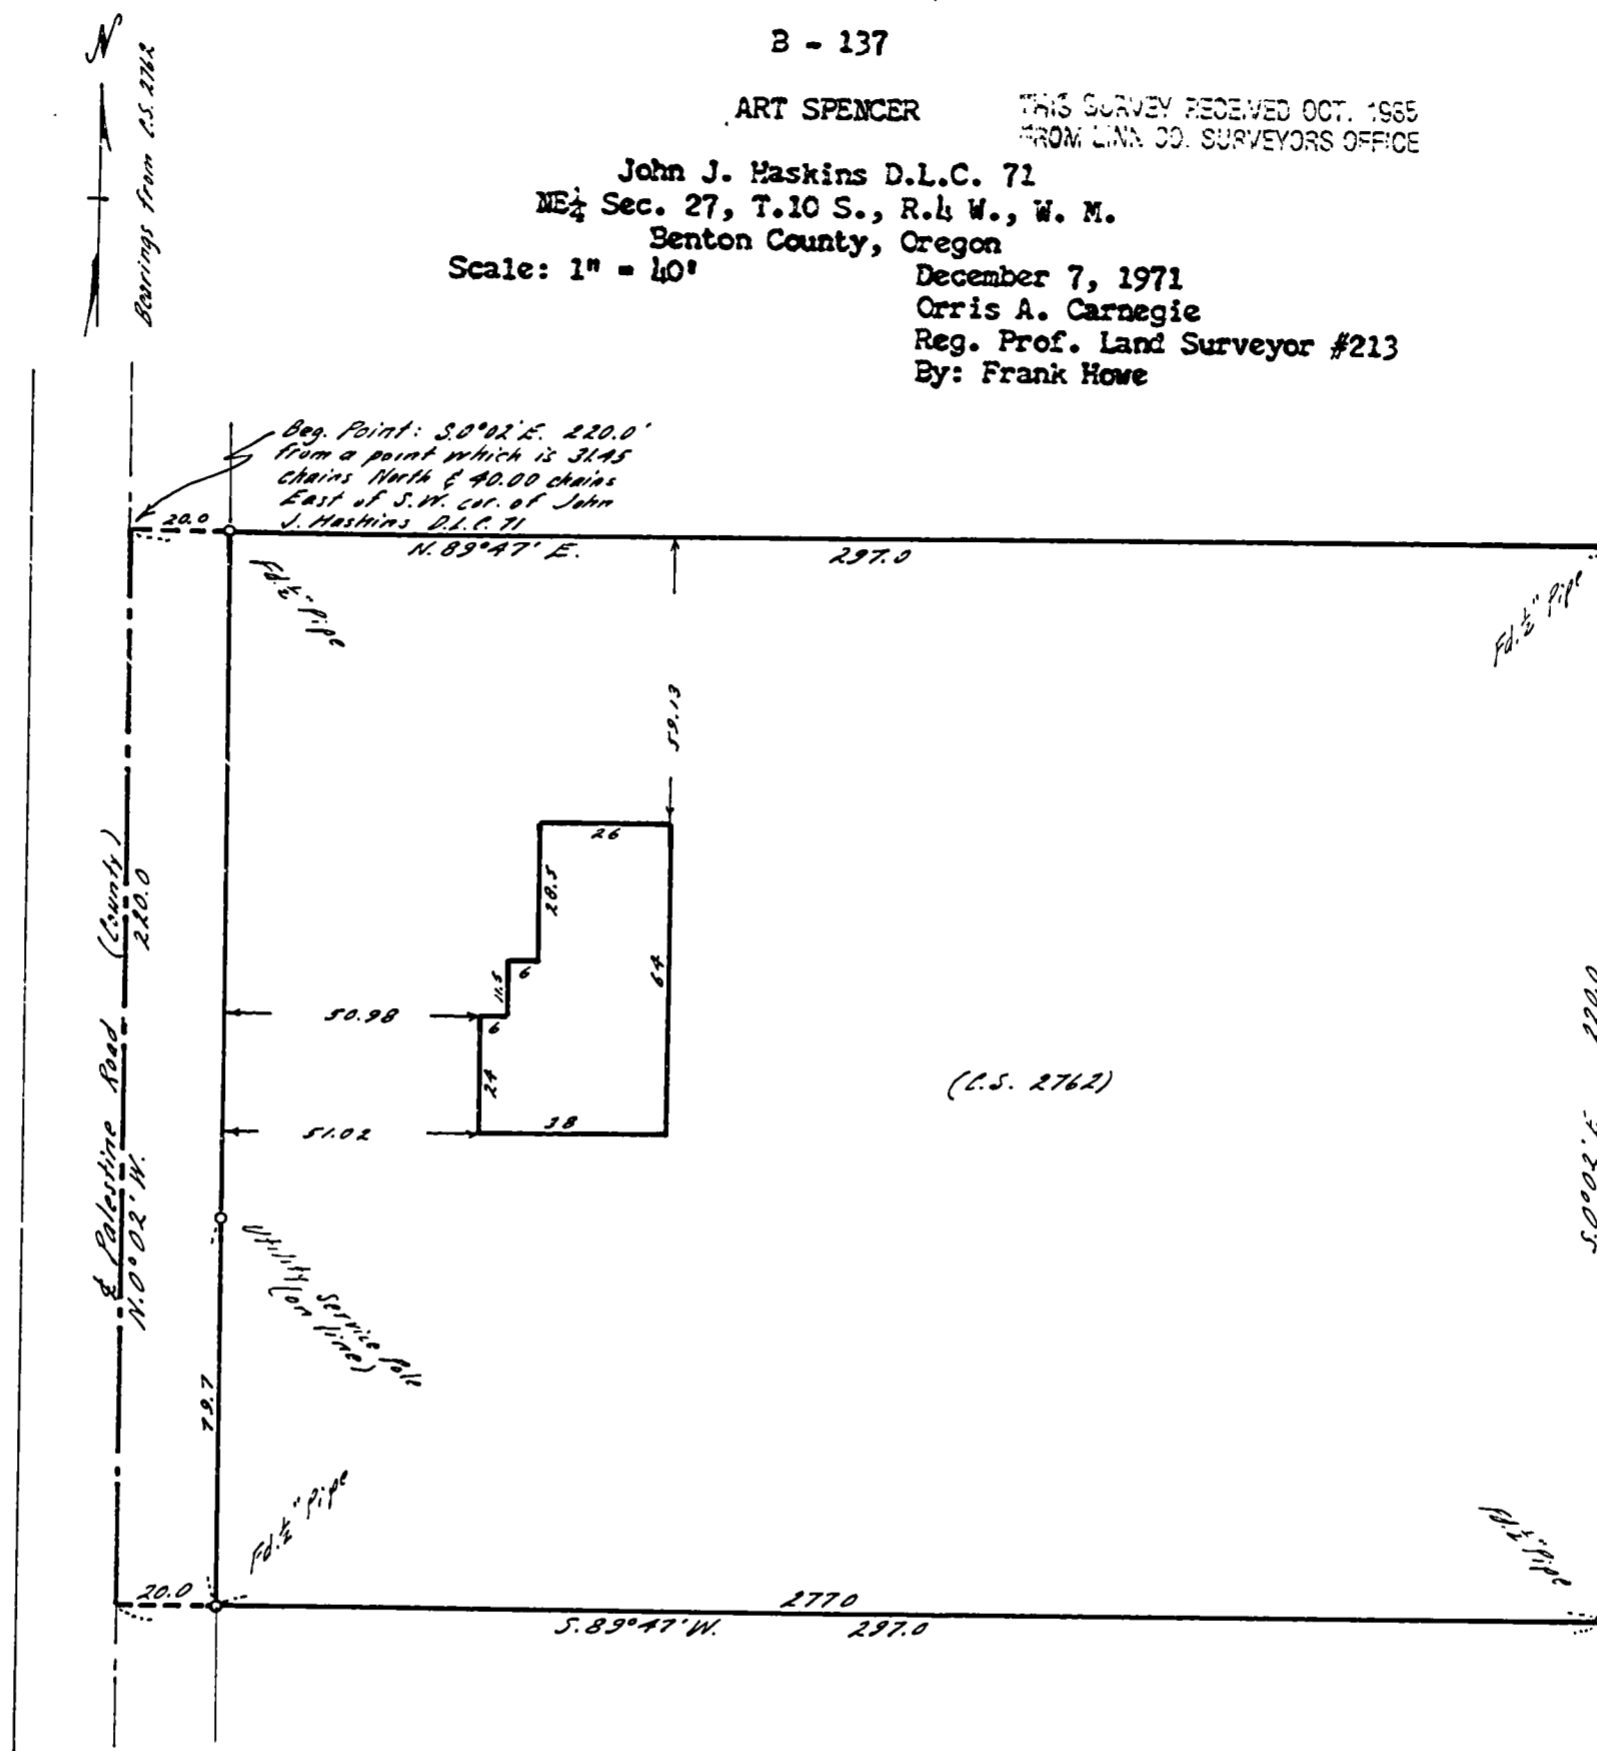 B - 137
ART SPENCER
THIS SURVEY RECEIVED OCT. 1985
FROM LINN CO. SURVEYORS OFFICE
John J. Haskins D.L.C. 71
NE¼ Sec. 27, T.10 S., R.4 W., W. M.
Benton County, Oregon
Scale: 1" = 40'
December 7, 1971
Orris A. Carnegie
Reg. Prof. Land Surveyor #213
By: Frank Howe
N
Bearings from C.S. 2762
Beg. Point: S.0°02'E. 220.0'
from a point which is 31.45
chains North & 40.00 chains
East of S.W. cor. of John
J. Haskins D.L.C. 71
20.0
N.89°47' E.
297.0
Fd. ½" pipe
Fd. ½" pipe
59.13
26
28.5
6
11.5
6
64
24
38
50.98
51.02
(C.S. 2762)
℄ Palestine Road (County)
N.0°02'W. 220.0
S.0°02'E. 220.0
Utility service pole
(on line)
79.7
Fd. ½" pipe
Fd. ½" pipe
20.0
277.0
S.89°47'W. 297.0